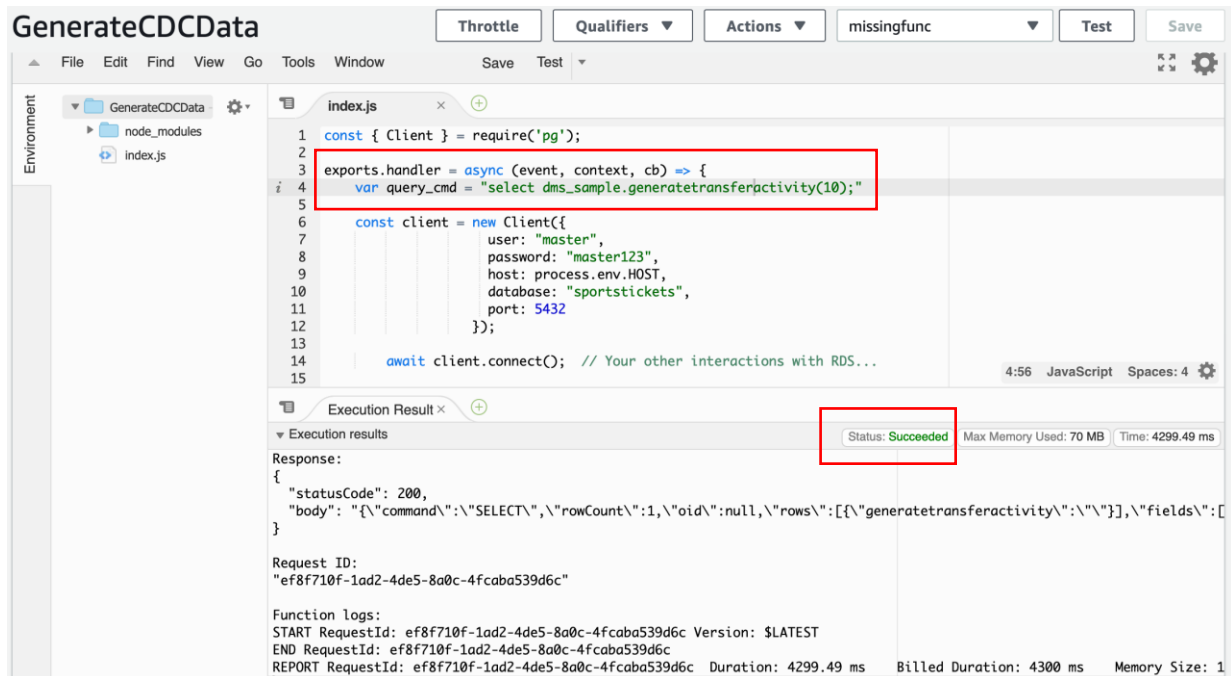 GenerateCDCData Throttle Qualifiers Actions missingfunc Test Save
File Edit Find View Go Tools Window Save Test
Environment
GenerateCDCData
node_modules
index.js
index.js
1 const { Client } = require('pg');
2
3 exports.handler = async (event, context, cb) => {
i 4 var query_cmd = "select dms_sample.generatetransferactivity(10);"
5
6 const client = new Client({
7 user: "master",
8 password: "master123",
9 host: process.env.HOST,
10 database: "sportstickets",
11 port: 5432
12 });
13
14 await client.connect(); // Your other interactions with RDS...
15
4:56 JavaScript Spaces: 4
Execution Result
Execution results Status: Succeeded Max Memory Used: 70 MB Time: 4299.49 ms
Response:
{
"statusCode": 200,
"body": "{\"command\":\"SELECT\",\"rowCount\":1,\"oid\":null,\"rows\":[{\"generatetransferactivity\":\"\"}],\"fields\":[
}
Request ID:
"ef8f710f-1ad2-4de5-8a0c-4fcaba539d6c"
Function logs:
START RequestId: ef8f710f-1ad2-4de5-8a0c-4fcaba539d6c Version: $LATEST
END RequestId: ef8f710f-1ad2-4de5-8a0c-4fcaba539d6c
REPORT RequestId: ef8f710f-1ad2-4de5-8a0c-4fcaba539d6c Duration: 4299.49 ms Billed Duration: 4300 ms Memory Size: 1